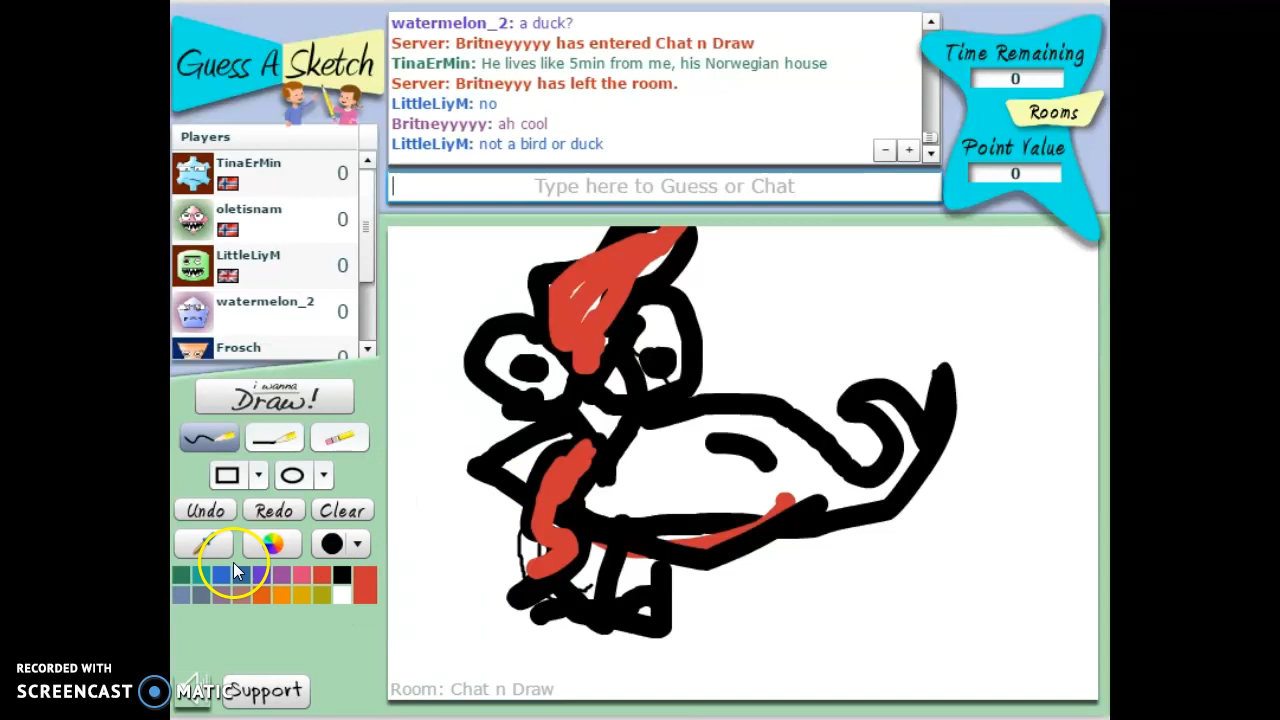 Guess A Sketch
watermelon_2: a duck?
Server: Britneyyyyy has entered Chat n Draw
TinaErMin: He lives like 5min from me, his Norwegian house
Server: Britneyyy has left the room.
LittleLiyM: no
Britneyyyyy: ah cool
LittleLiyM: not a bird or duck
- +
Type here to Guess or Chat
Time Remaining
0
Rooms
Point Value
0
Players
TinaErMin 0
oletisnam 0
LittleLiyM 0
watermelon_2 0
Frosch 0
i wanna
Draw!
Undo Redo Clear
Support
Room: Chat n Draw
RECORDED WITH
SCREENCAST MATIC